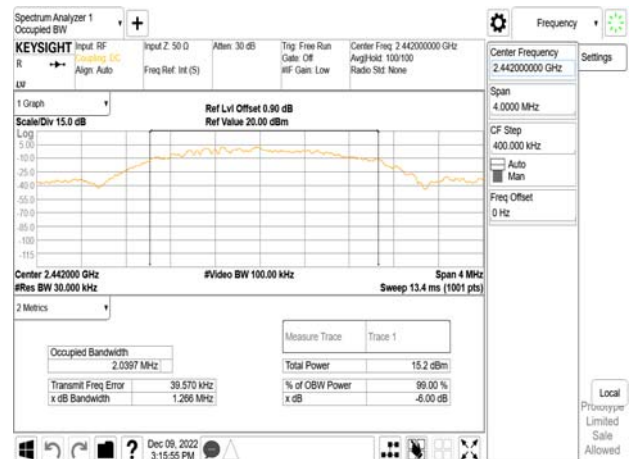 Spectrum Analyzer 1
Occupied BW
+
Frequency
KEYSIGHT
Input: RF
Coupling: DC
Align: Auto
Input Z: 50 Ω
Freq Ref: Int (S)
Atten: 30 dB
Trig: Free Run
Gate: Off
#IF Gain: Low
Center Freq: 2.442000000 GHz
Avg|Hold: 100/100
Radio Std: None
R
LXI
1 Graph
Scale/Div 15.0 dB
Ref Lvl Offset 0.90 dB
Ref Value 20.00 dBm
Log
5.00
-10.0
-25.0
-40.0
-55.0
-70.0
-85.0
-100
-115
Center 2.442000 GHz
#Res BW 30.000 kHz
#Video BW 100.00 kHz
Span 4 MHz
Sweep 13.4 ms (1001 pts)
2 Metrics
Measure Trace
Trace 1
Occupied Bandwidth
2.0397 MHz
Total Power
15.2 dBm
Transmit Freq Error
39.570 kHz
% of OBW Power
99.00 %
x dB Bandwidth
1.266 MHz
x dB
-6.00 dB
Center Frequency
2.442000000 GHz
Settings
Span
4.0000 MHz
CF Step
400.000 kHz
Auto
Man
Freq Offset
0 Hz
Local
Prototype
Limited
Sale
Allowed
?
Dec 09, 2022
3:15:55 PM